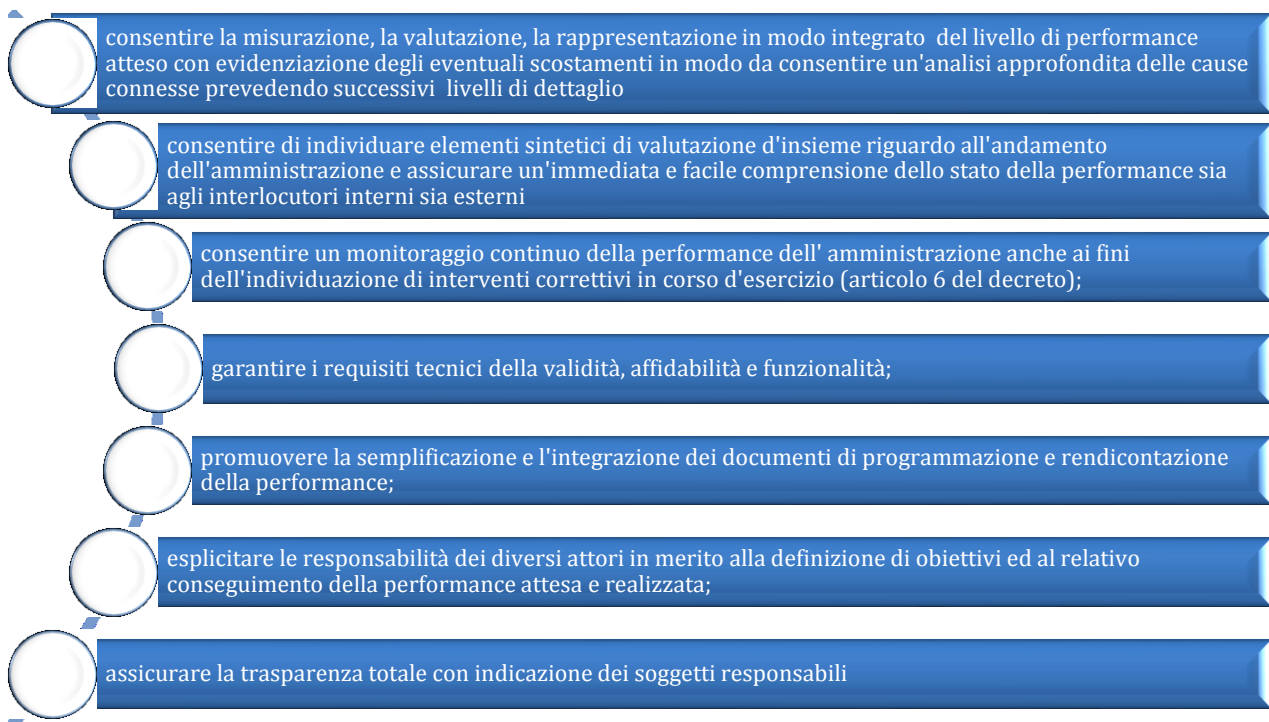 consentire la misurazione, la valutazione, la rappresentazione in modo integrato  del livello di performance
atteso con evidenziazione degli eventuali scostamenti in modo da consentire un'analisi approfondita delle cause
connesse prevedendo successivi  livelli di dettaglio
consentire di individuare elementi sintetici di valutazione d'insieme riguardo all'andamento
dell'amministrazione e assicurare un'immediata e facile comprensione dello stato della performance sia
agli interlocutori interni sia esterni
consentire un monitoraggio continuo della performance dell' amministrazione anche ai fini
dell'individuazione di interventi correttivi in corso d'esercizio (articolo 6 del decreto);
garantire i requisiti tecnici della validità, affidabilità e funzionalità;
promuovere la semplificazione e l'integrazione dei documenti di programmazione e rendicontazione
della performance;
esplicitare le responsabilità dei diversi attori in merito alla definizione di obiettivi ed al relativo
conseguimento della performance attesa e realizzata;
assicurare la trasparenza totale con indicazione dei soggetti responsabili